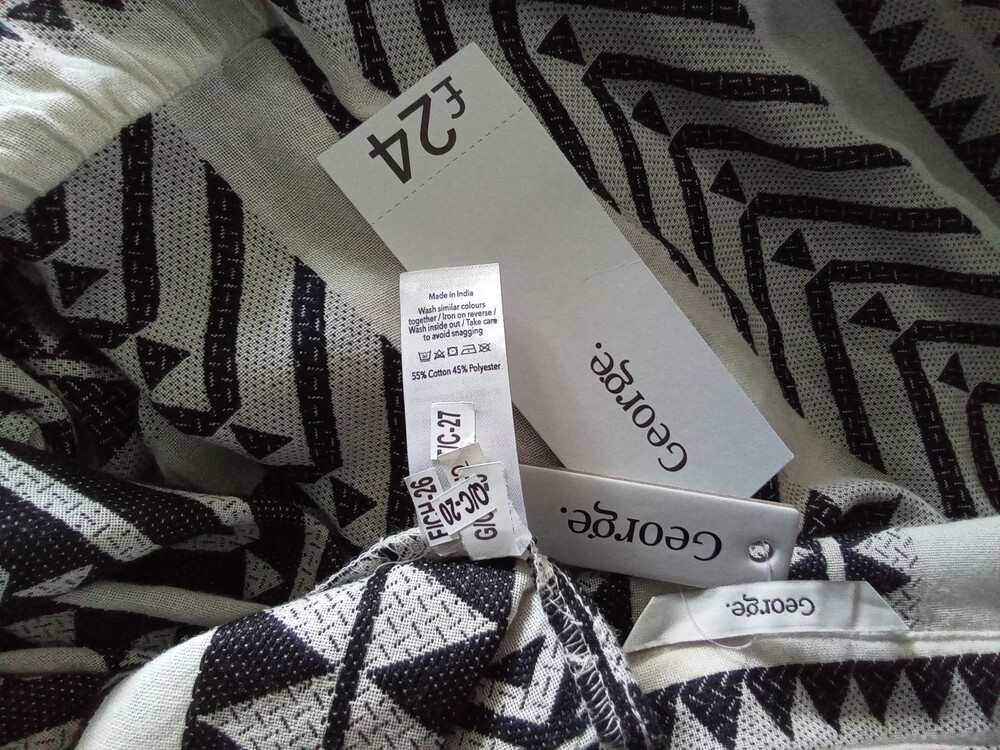 £24
George.
Made in India
Wash similar colours
together / Iron on reverse /
Wash inside out / Take care
to avoid snagging
55% Cotton 45% Polyester.
George.
George.